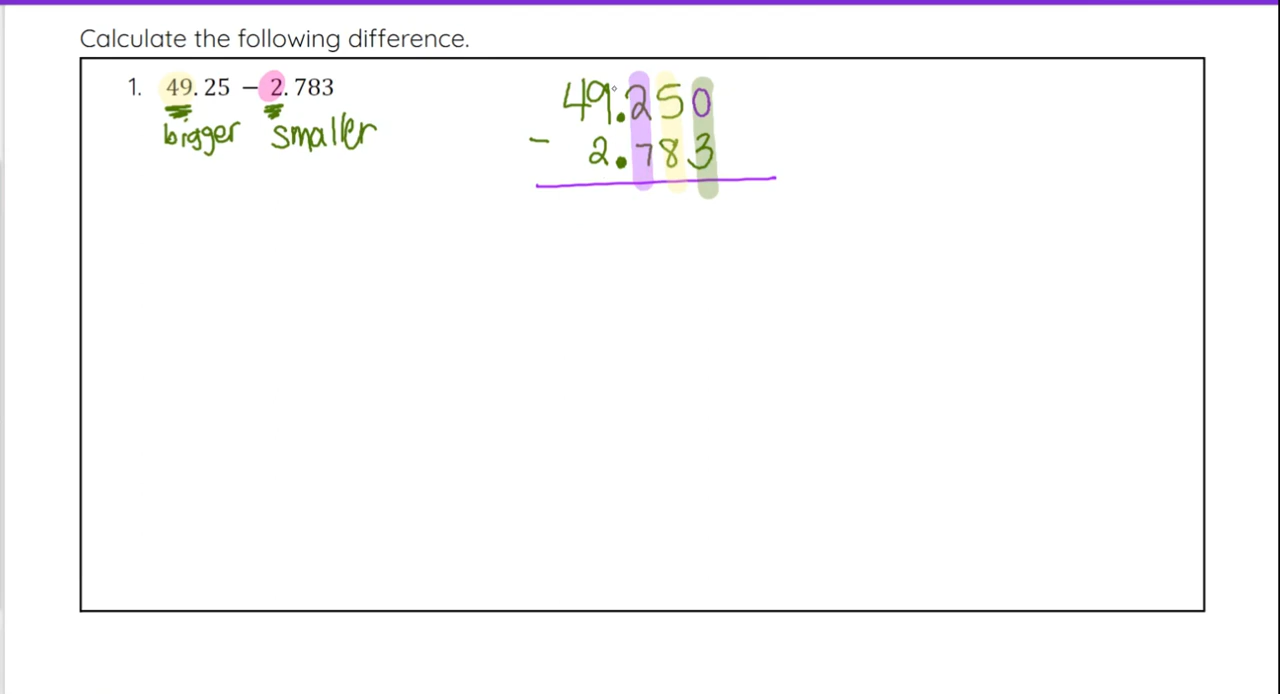 Calculate the following difference.
1. 49. 25 − 2. 783
bigger smaller
49.250
- 2.783